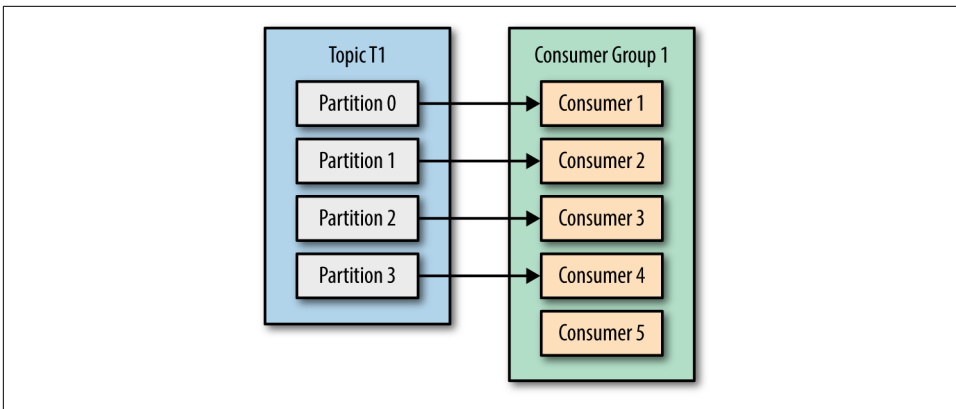 Topic T1
Partition 0
Partition 1
Partition 2
Partition 3
Consumer Group 1
Consumer 1
Consumer 2
Consumer 3
Consumer 4
Consumer 5